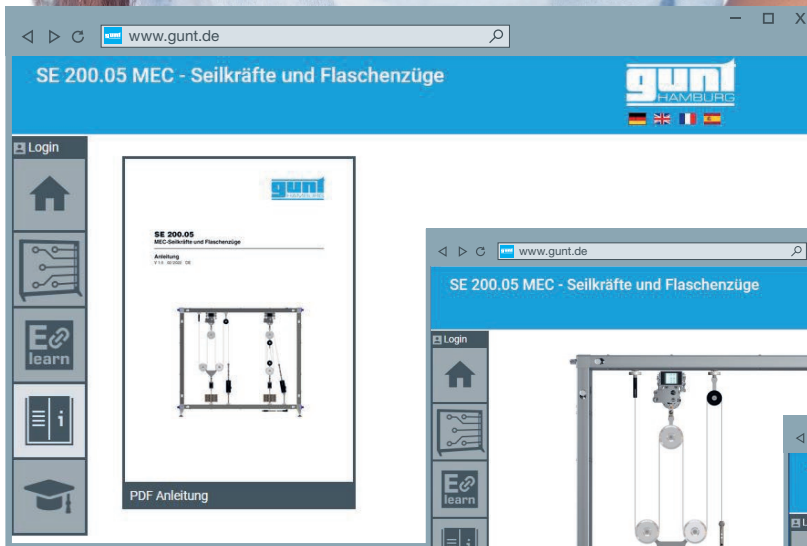 www.gunt.de
SE 200.05 MEC - Seilkräfte und Flaschenzüge
gunt
HAMBURG
Login
E
learn
i
gunt
HAMBURG
SE 200.05
MEC-Seilkräfte und Flaschenzüge
Anleitung
PDF Anleitung
www.gunt.de
SE 200.05 MEC - Seilkräfte und Flaschenzüge
Login
E
learn